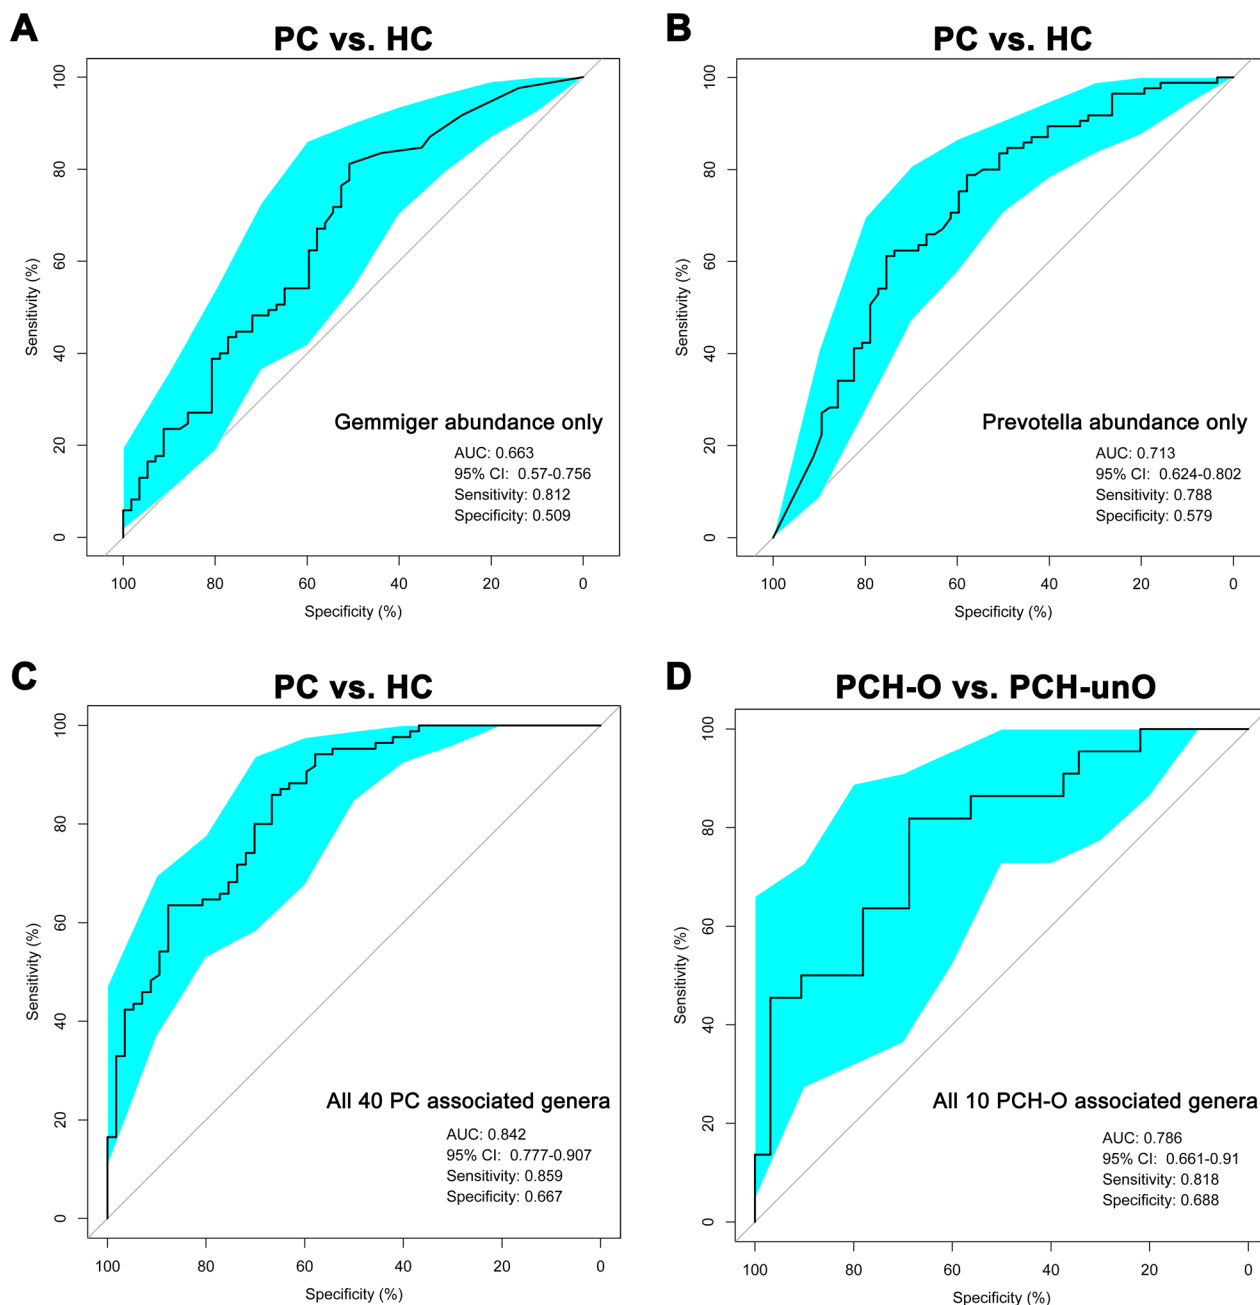 A
PC vs. HC
100
80
60
40
20
0
Sensitivity (%)
Gemmiger abundance only
AUC: 0.663
95% CI: 0.57-0.756
Sensitivity: 0.812
Specificity: 0.509
100 80 60 40 20 0
Specificity (%)
B
PC vs. HC
100
80
60
40
20
0
Sensitivity (%)
Prevotella abundance only
AUC: 0.713
95% CI: 0.624-0.802
Sensitivity: 0.788
Specificity: 0.579
100 80 60 40 20 0
Specificity (%)
C
PC vs. HC
100
80
60
40
20
0
Sensitivity (%)
All 40 PC associated genera
AUC: 0.842
95% CI: 0.777-0.907
Sensitivity: 0.859
Specificity: 0.667
100 80 60 40 20 0
Specificity (%)
D
PCH-O vs. PCH-unO
100
80
60
40
20
0
Sensitivity (%)
All 10 PCH-O associated genera
AUC: 0.786
95% CI: 0.661-0.91
Sensitivity: 0.818
Specificity: 0.688
100 80 60 40 20 0
Specificity (%)